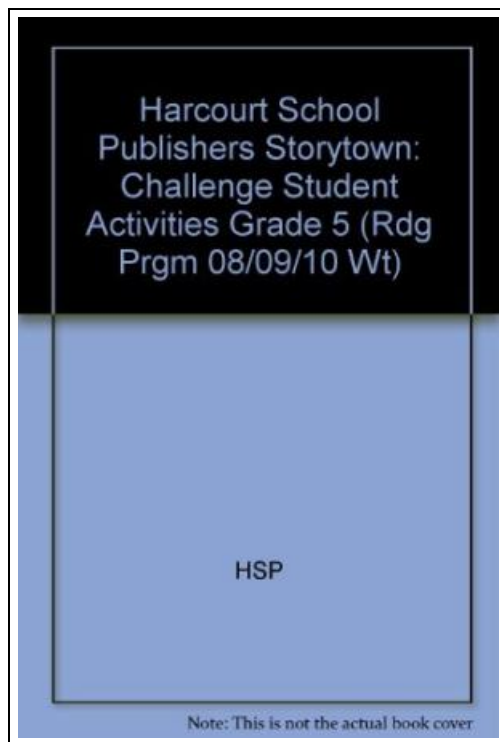 Harcourt School
Publishers Storytown:
Challenge Student
Activities Grade 5 (Rdg
Prgm 08/09/10 Wt)
HSP
Note: This is not the actual book cover